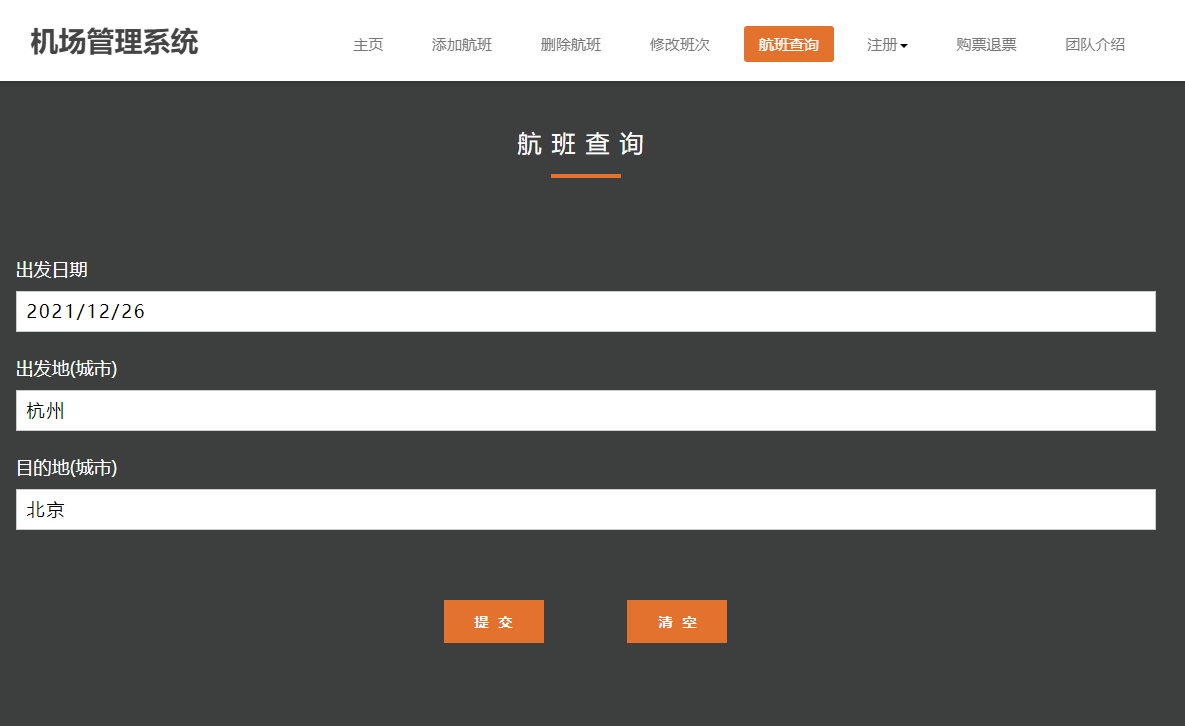 机场管理系统 主页 添加航班 删除航班 修改班次 航班查询 注册 购票退票 团队介绍
航班查询
出发日期
2021/12/26
出发地(城市)
杭州
目的地(城市)
北京
提交 清空